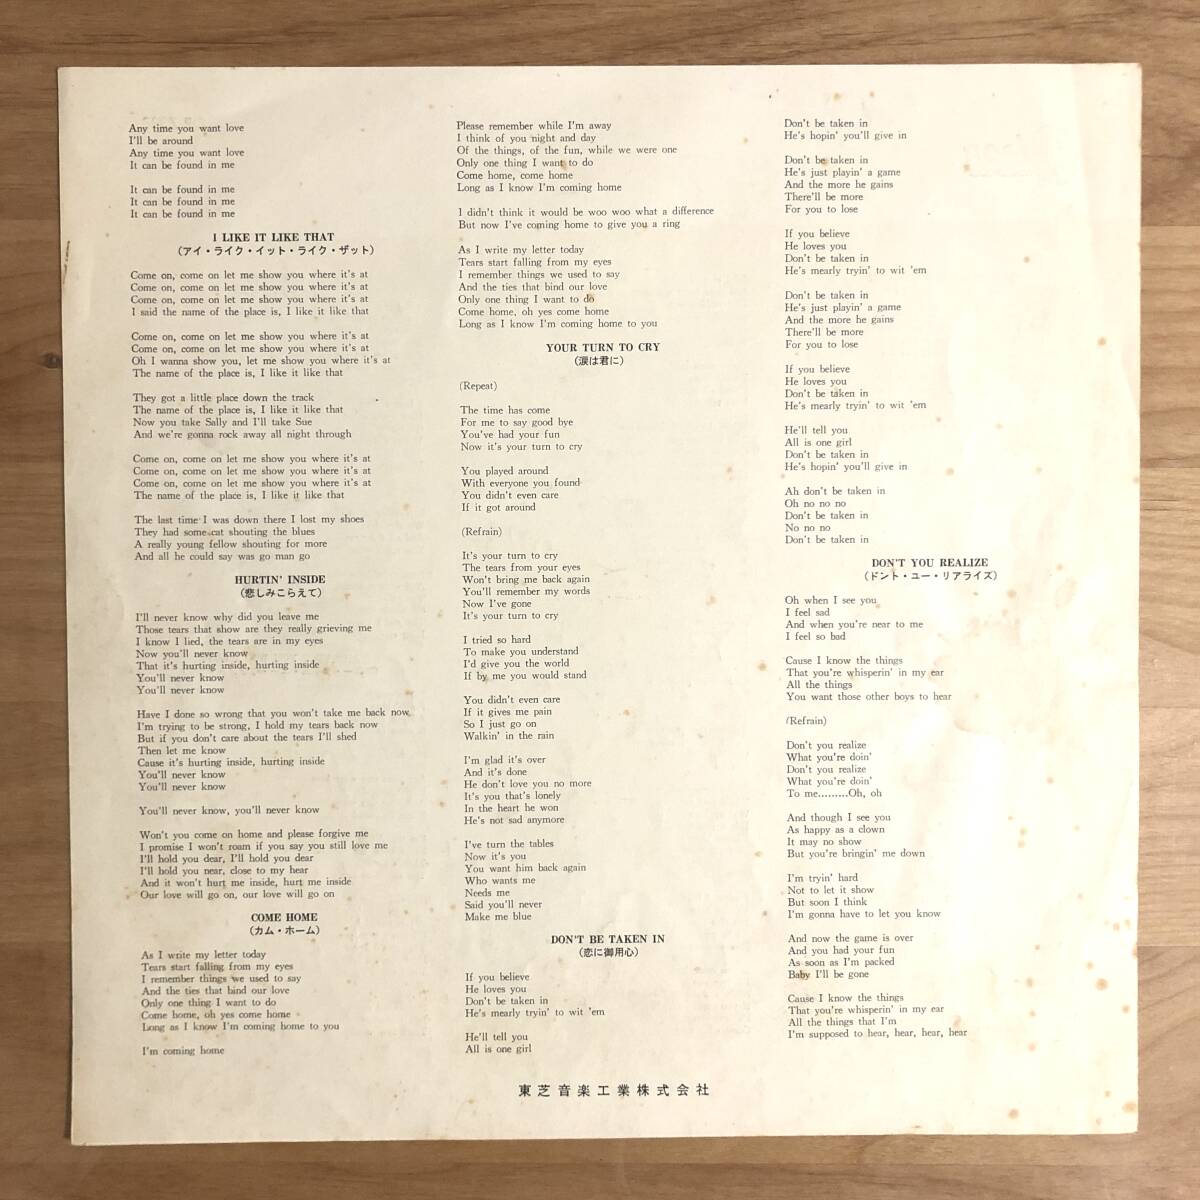 Any time you want love
I'll be around
Any time you want love
It can be found in me
It can be found in me
It can be found in me
It can be found in me
I LIKE IT LIKE THAT
(アイ・ライク・イット・ライク・ザット)
Come on, come on let me show you where it's at
Come on, come on let me show you where it's at
Come on, come on let me show you where it's at
I said the name of the place is, I like it like that
Come on, come on let me show you where it's at
Come on, come on let me show you where it's at
Oh I wanna show you, let me show you where it's at
The name of the place is, I like it like that
They got a little place down the track
The name of the place is, I like it like that
Now you take Sally and I'll take Sue
And we're gonna rock away all night through
Come on, come on let me show you where it's at
Come on, come on let me show you where it's at
Come on, come on let me show you where it's at
The name of the place is, I like it like that
The last time I was down there I lost my shoes
They had some cat shouting the blues
A really young fellow shouting for more
And all he could say was go man go
HURTIN' INSIDE
(悲しみこらえて)
I'll never know why did you leave me
Those tears that show are they really grieving me
I know I lied, the tears are in my eyes
Now you'll never know
That it's hurting inside, hurting inside
You'll never know
You'll never know
Have I done so wrong that you won't take me back now
I'm trying to be strong, I hold my tears back now
But if you don't care about the tears I'll shed
Then let me know
Cause it's hurting inside, hurting inside
You'll never know
You'll never know
You'll never know, you'll never know
Won't you come on home and please forgive me
I promise I won't roam if you say you still love me
I'll hold you dear, I'll hold you dear
I'll hold you near, close to my hear
And it won't hurt me inside, hurt me inside
Our love will go on, our love will go on
COME HOME
(カム・ホーム)
As I write my letter today
Tears start falling from my eyes
I remember things we used to say
And the ties that bind our love
Only one thing I want to do
Come home, oh yes come home
Long as I know I'm coming home to you
I'm coming home
Please remember while I'm away
I think of you night and day
Of the things, of the fun, while we were one
Only one thing I want to do
Come home, come home
Long as I know I'm coming home
I didn't think it would be woo woo what a difference
But now I've coming home to give you a ring
As I write my letter today
Tears start falling from my eyes
I remember things we used to say
And the ties that bind our love
Only one thing I want to do
Come home, oh yes come home
Long as I know I'm coming home to you
YOUR TURN TO CRY
(涙は君に)
(Repeat)
The time has come
For me to say good bye
You've had your fun
Now it's your turn to cry
You played around
With everyone you found
You didn't even care
If it got around
(Refrain)
It's your turn to cry
The tears from your eyes
Won't bring me back again
You'll remember my words
Now I've gone
It's your turn to cry
I tried so hard
To make you understand
I'd give you the world
If by me you would stand
You didn't even care
If it gives me pain
So I just go on
Walkin' in the rain
I'm glad it's over
And it's done
He don't love you no more
It's you that's lonely
In the heart he won
He's not sad anymore
I've turn the tables
Now it's you
You want him back again
Who wants me
Needs me
Said you'll never
Make me blue
DON'T BE TAKEN IN
(恋に御用心)
If you believe
He loves you
Don't be taken in
He's mearly tryin' to wit 'em
He'll tell you
All is one girl
Don't be taken in
He's hopin' you'll give in
Don't be taken in
He's just playin' a game
And the more he gains
There'll be more
For you to lose
If you believe
He loves you
Don't be taken in
He's mearly tryin' to wit 'em
Don't be taken in
He's just playin' a game
And the more he gains
There'll be more
For you to lose
If you believe
He loves you
Don't be taken in
He's mearly tryin' to wit 'em
He'll tell you
All is one girl
Don't be taken in
He's hopin' you'll give in
Ah don't be taken in
Oh no no no
Don't be taken in
No no no
Don't be taken in
DON'T YOU REALIZE
(ドント・ユー・リアライズ)
Oh when I see you
I feel sad
And when you're near to me
I feel so bad
Cause I know the things
That you're whisperin' in my ear
All the things
You want those other boys to hear
(Refrain)
Don't you realize
What you're doin'
Don't you realize
What you're doin'
To me.........Oh, oh
And though I see you
As happy as a clown
It may no show
But you're bringin' me down
I'm tryin' hard
Not to let it show
But soon I think
I'm gonna have to let you know
And now the game is over
And you had your fun
As soon as I'm packed
Baby I'll be gone
Cause I know the things
That you're whisperin' in my ear
All the things that I'm
I'm supposed to hear, hear, hear, hear
東芝音楽工業株式会社